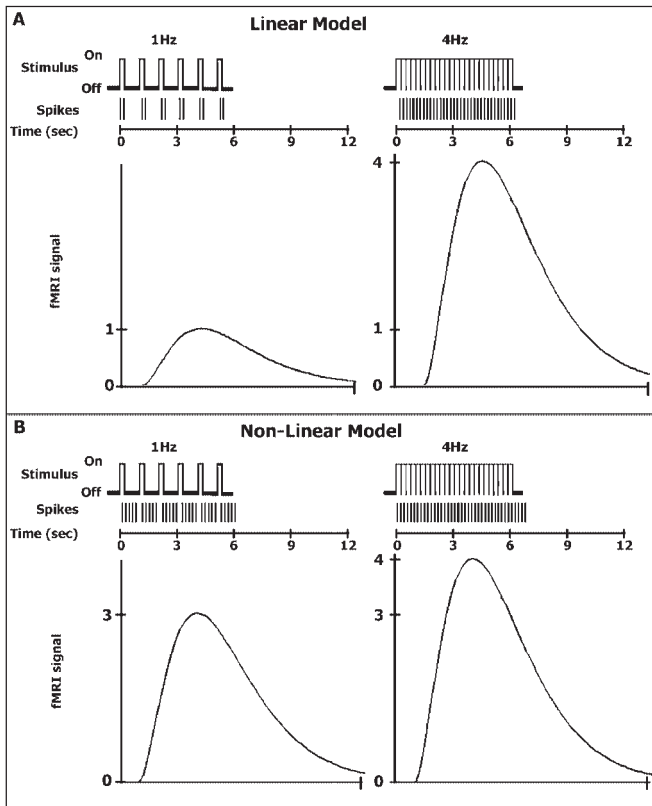 A
Linear Model
1Hz
4Hz
Stimulus
On
Off
Spikes
Time (sec)
0 3 6 9 12
0 3 6 9 12
fMRI signal
1
0
4
1
0
B
Non-Linear Model
1Hz
4Hz
Stimulus
On
Off
Spikes
Time (sec)
0 3 6 9 12
0 3 6 9 12
fMRI signal
3
0
4
3
0